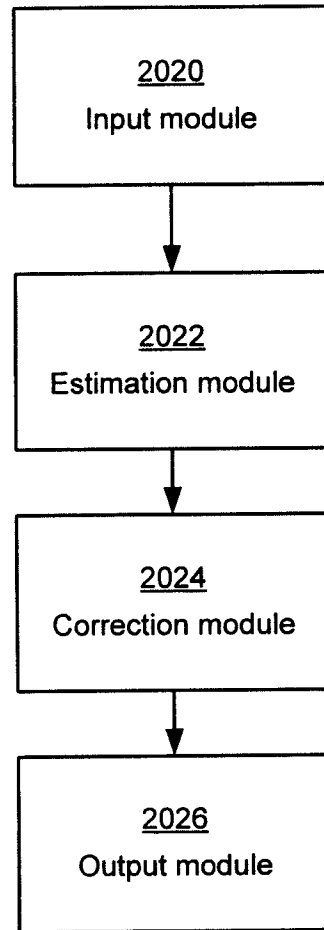 2020
Input module
2022
Estimation module
2024
Correction module
2026
Output module